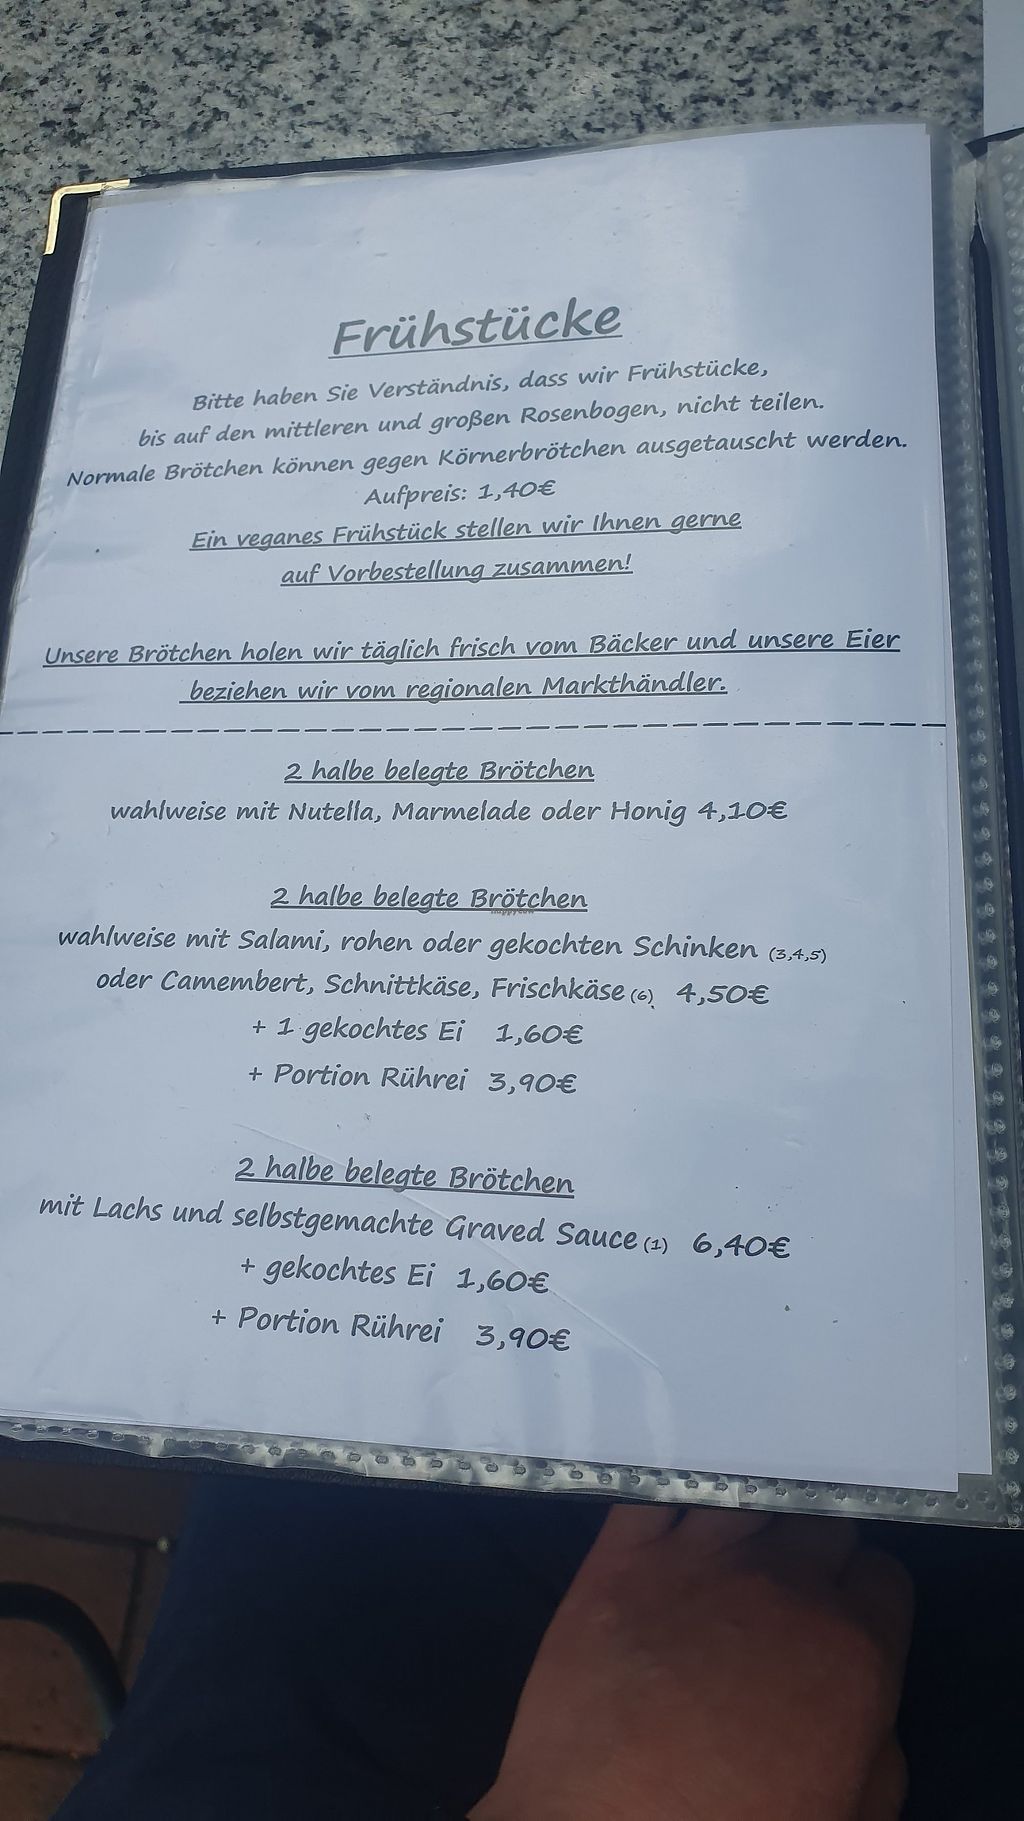 Frühstücke
Bitte haben Sie Verständnis, dass wir Frühstücke,
bis auf den mittleren und großen Rosenbogen, nicht teilen.
Normale Brötchen können gegen Körnerbrötchen ausgetauscht werden.
Aufpreis: 1,40€
Ein veganes Frühstück stellen wir Ihnen gerne
auf Vorbestellung zusammen!
Unsere Brötchen holen wir täglich frisch vom Bäcker und unsere Eier
beziehen wir vom regionalen Markthändler.
2 halbe belegte Brötchen
wahlweise mit Nutella, Marmelade oder Honig 4,10€
2 halbe belegte Brötchen
happycow
wahlweise mit Salami, rohen oder gekochten Schinken (3,4,5)
oder Camembert, Schnittkäse, Frischkäse (6) 4,50€
+ 1 gekochtes Ei 1,60€
+ Portion Rührei 3,90€
2 halbe belegte Brötchen
mit Lachs und selbstgemachte Graved Sauce (1) 6,40€
+ gekochtes Ei 1,60€
+ Portion Rührei 3,90€